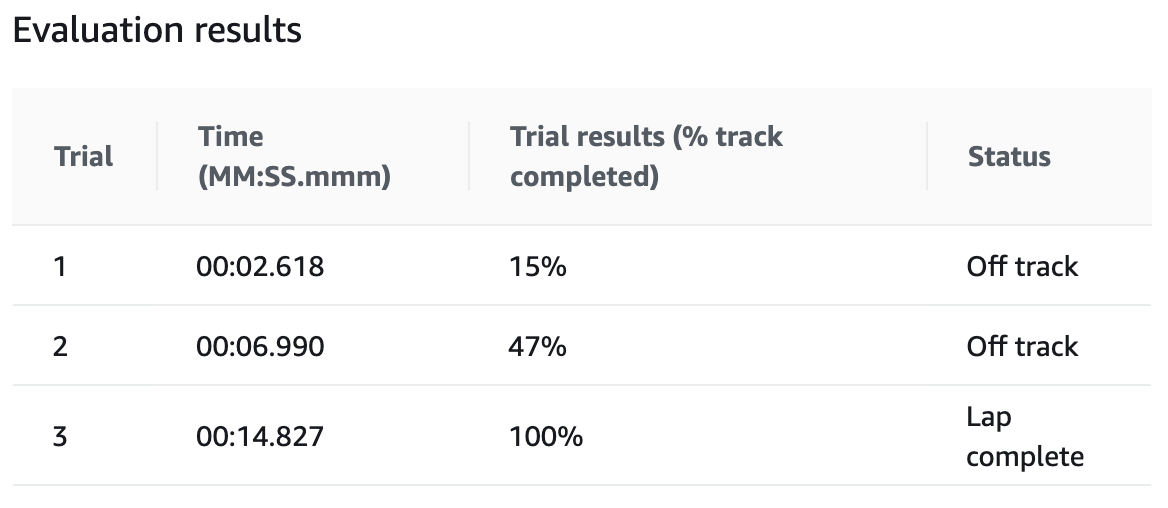 Evaluation results
Trial
Time
(MM:SS.mmm)
Trial results (% track
completed)
Status
1 00:02.618 15% Off track
2 00:06.990 47% Off track
3 00:14.827 100% Lap
complete